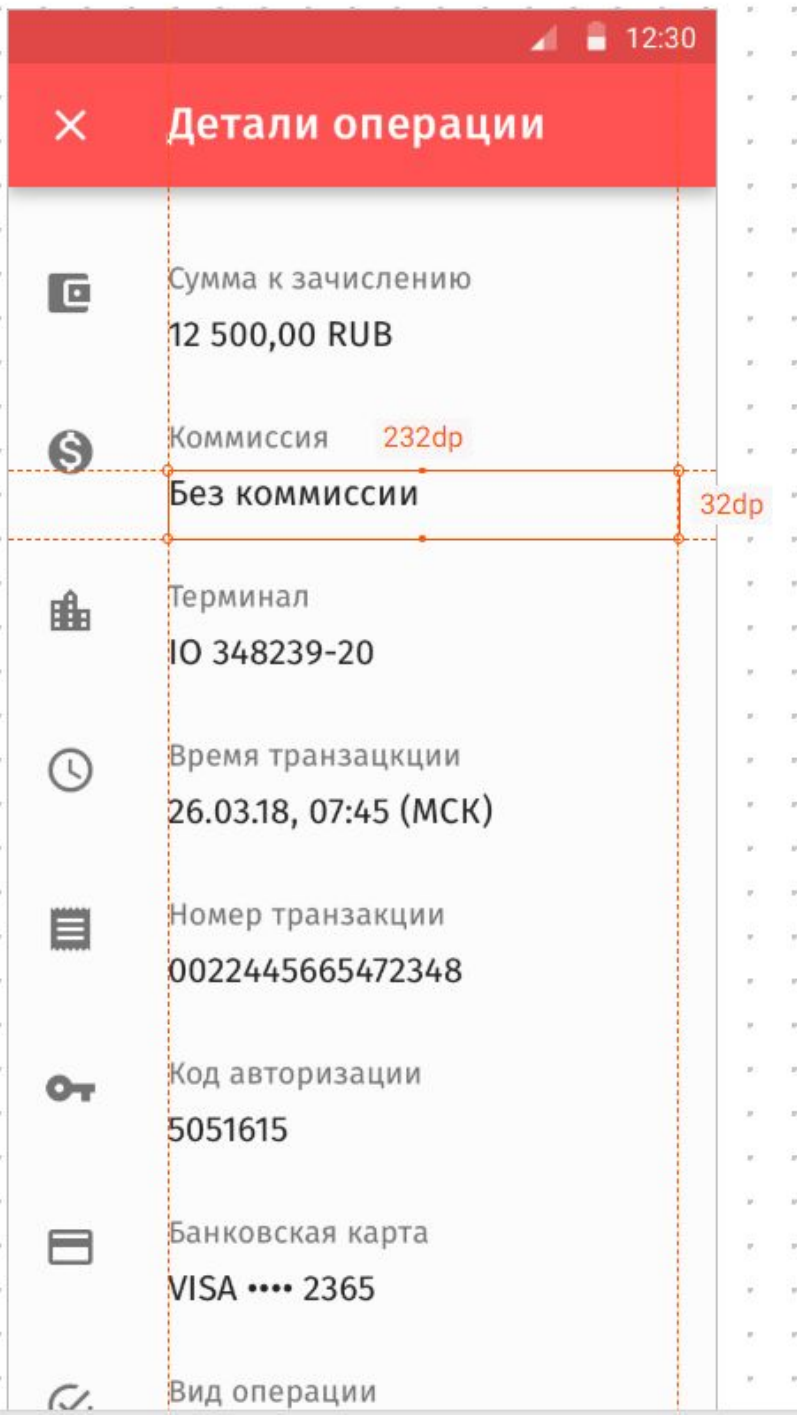 12:30
Детали операции
Сумма к зачислению
12 500,00 RUB
Коммиссия 232dp
Без коммиссии
32dp
Терминал
IO 348239-20
Время транзацкции
26.03.18, 07:45 (МСК)
Номер транзакции
0022445665472348
Код авторизации
5051615
Банковская карта
VISA •••• 2365
Вид операции